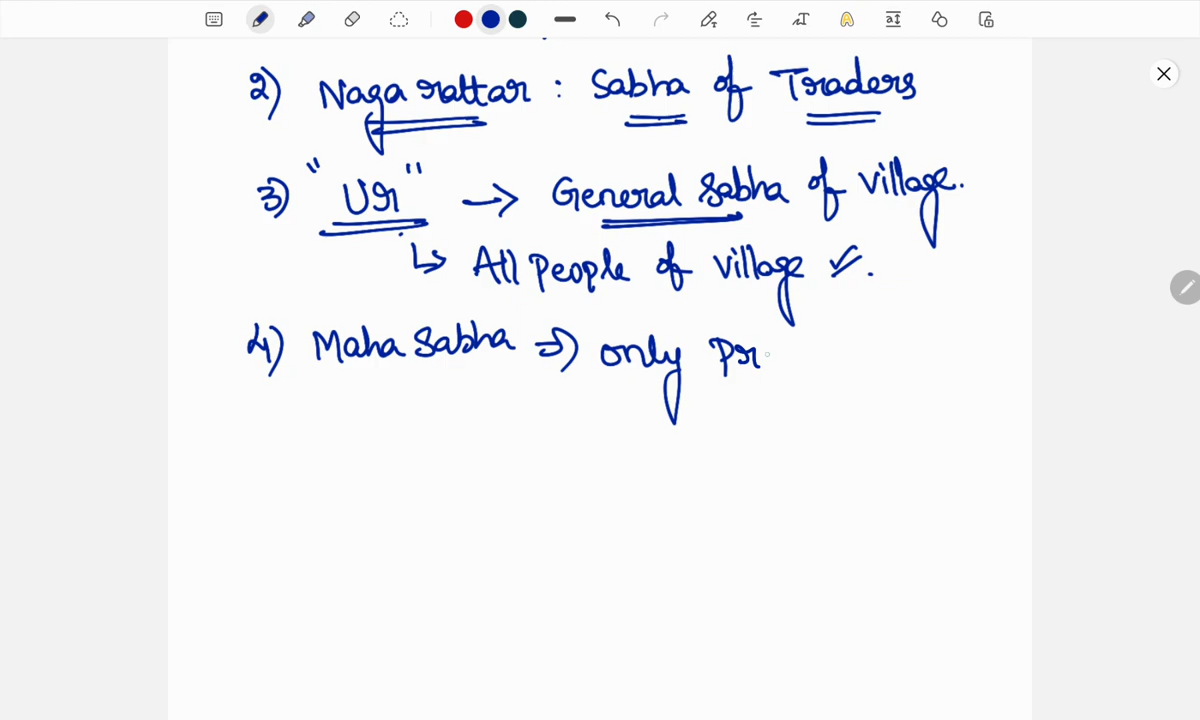 2) Nagarattar : Sabha of Traders
3) "Ur" → General Sabha of Village.
↳ All People of Village ✓.
4) Maha Sabha ⇒ only Pr